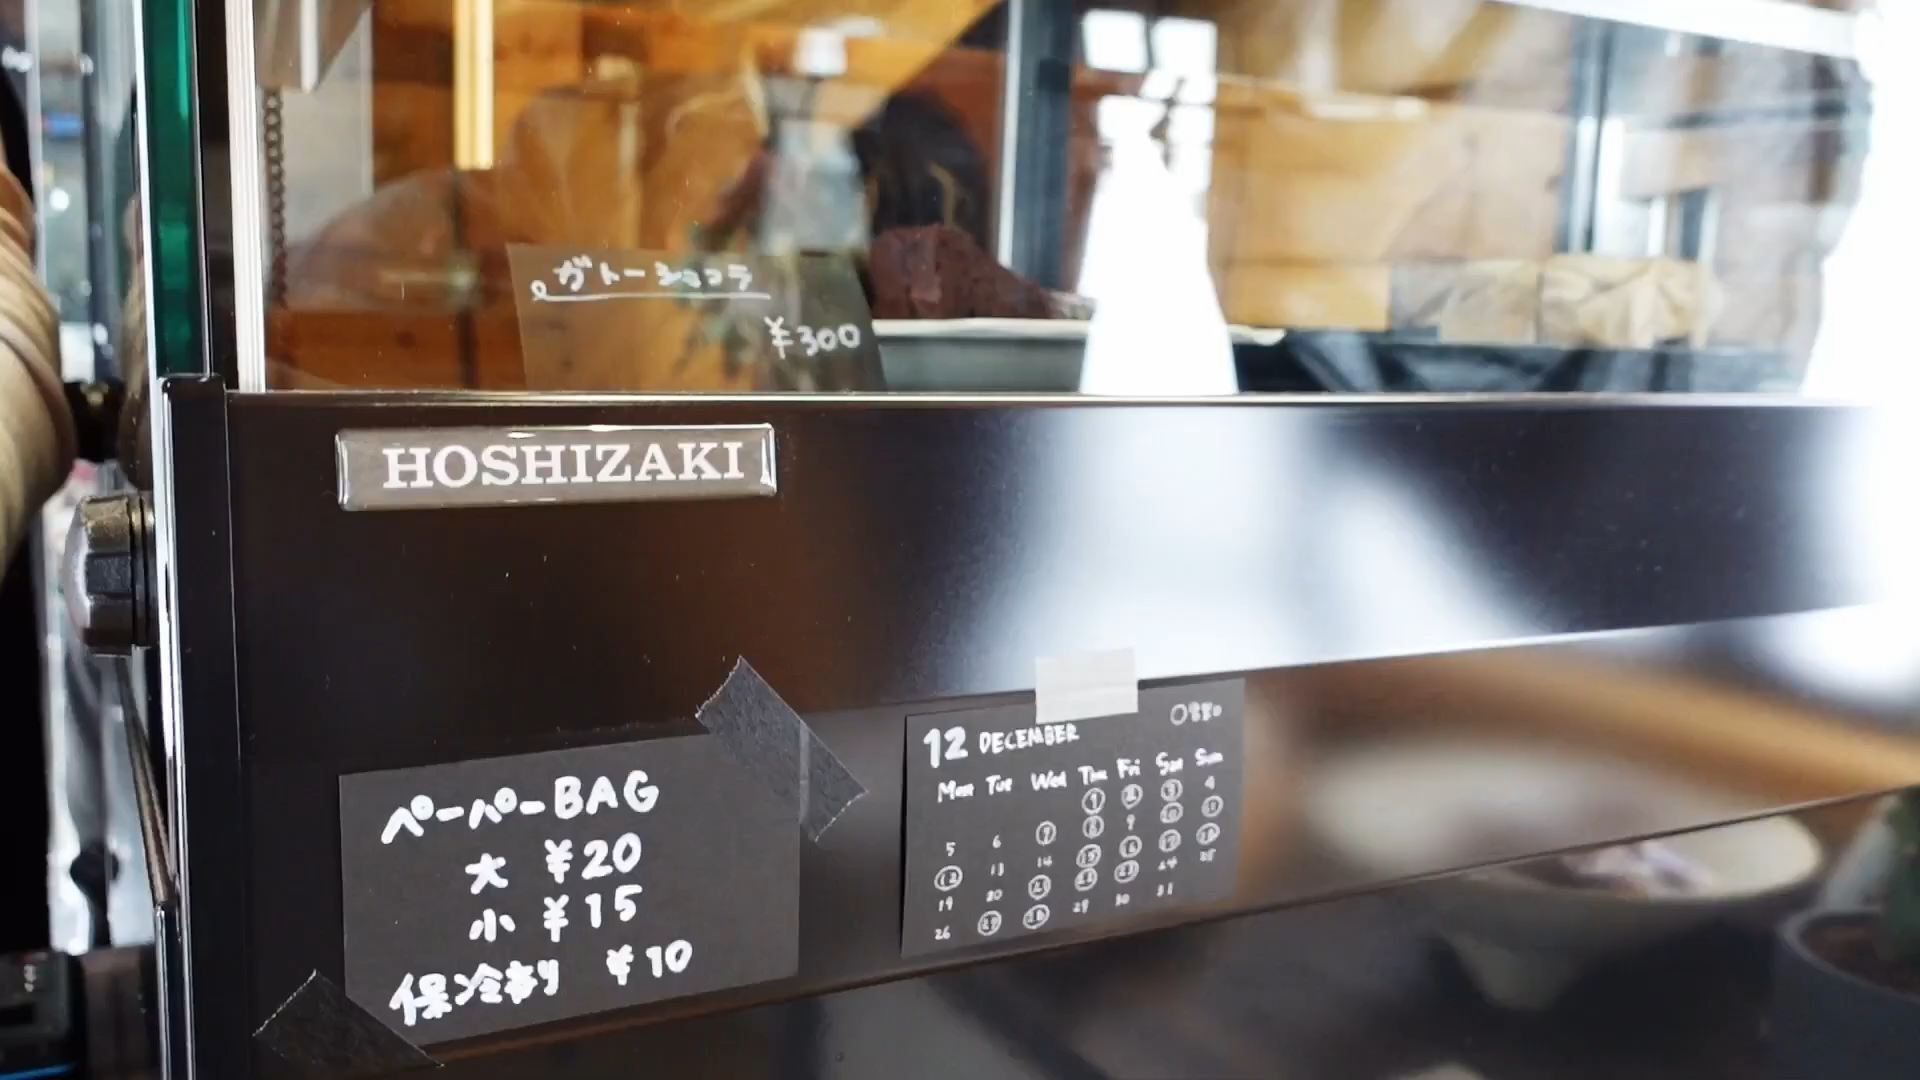 ガトーショコラ
¥300
HOSHIZAKI
ペーパーBAG
大 ¥20
小 ¥15
保冷剤 ¥10
12 DECEMBER
Mon Tue Wed Thu Fri Sat Sun
1 2 3 4
5 6 7 8 9 10 11
12 13 14 15 16 17 18
19 20 21 22 23 24 25
26 27 28 29 30 31